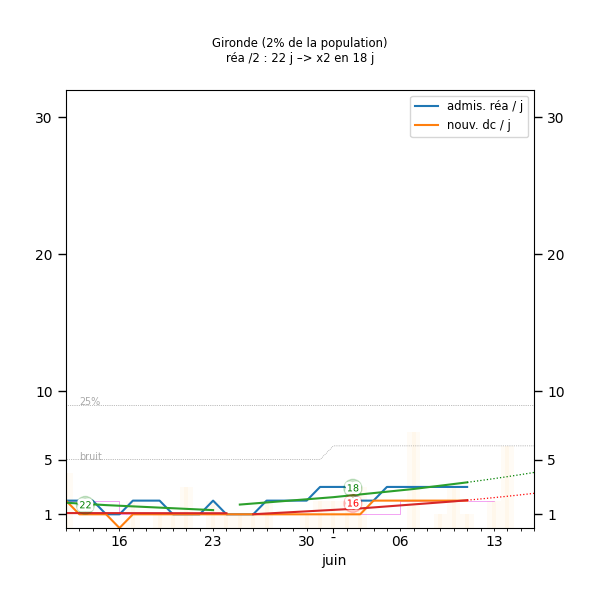 Gironde (2% de la population)
réa /2 : 22 j –> x2 en 18 j
admis. réa / j
nouv. dc / j
30 30
20 20
10 10
25%
5 5
bruit
18
16
22
1 1
16 23 30 - 06 13
juin